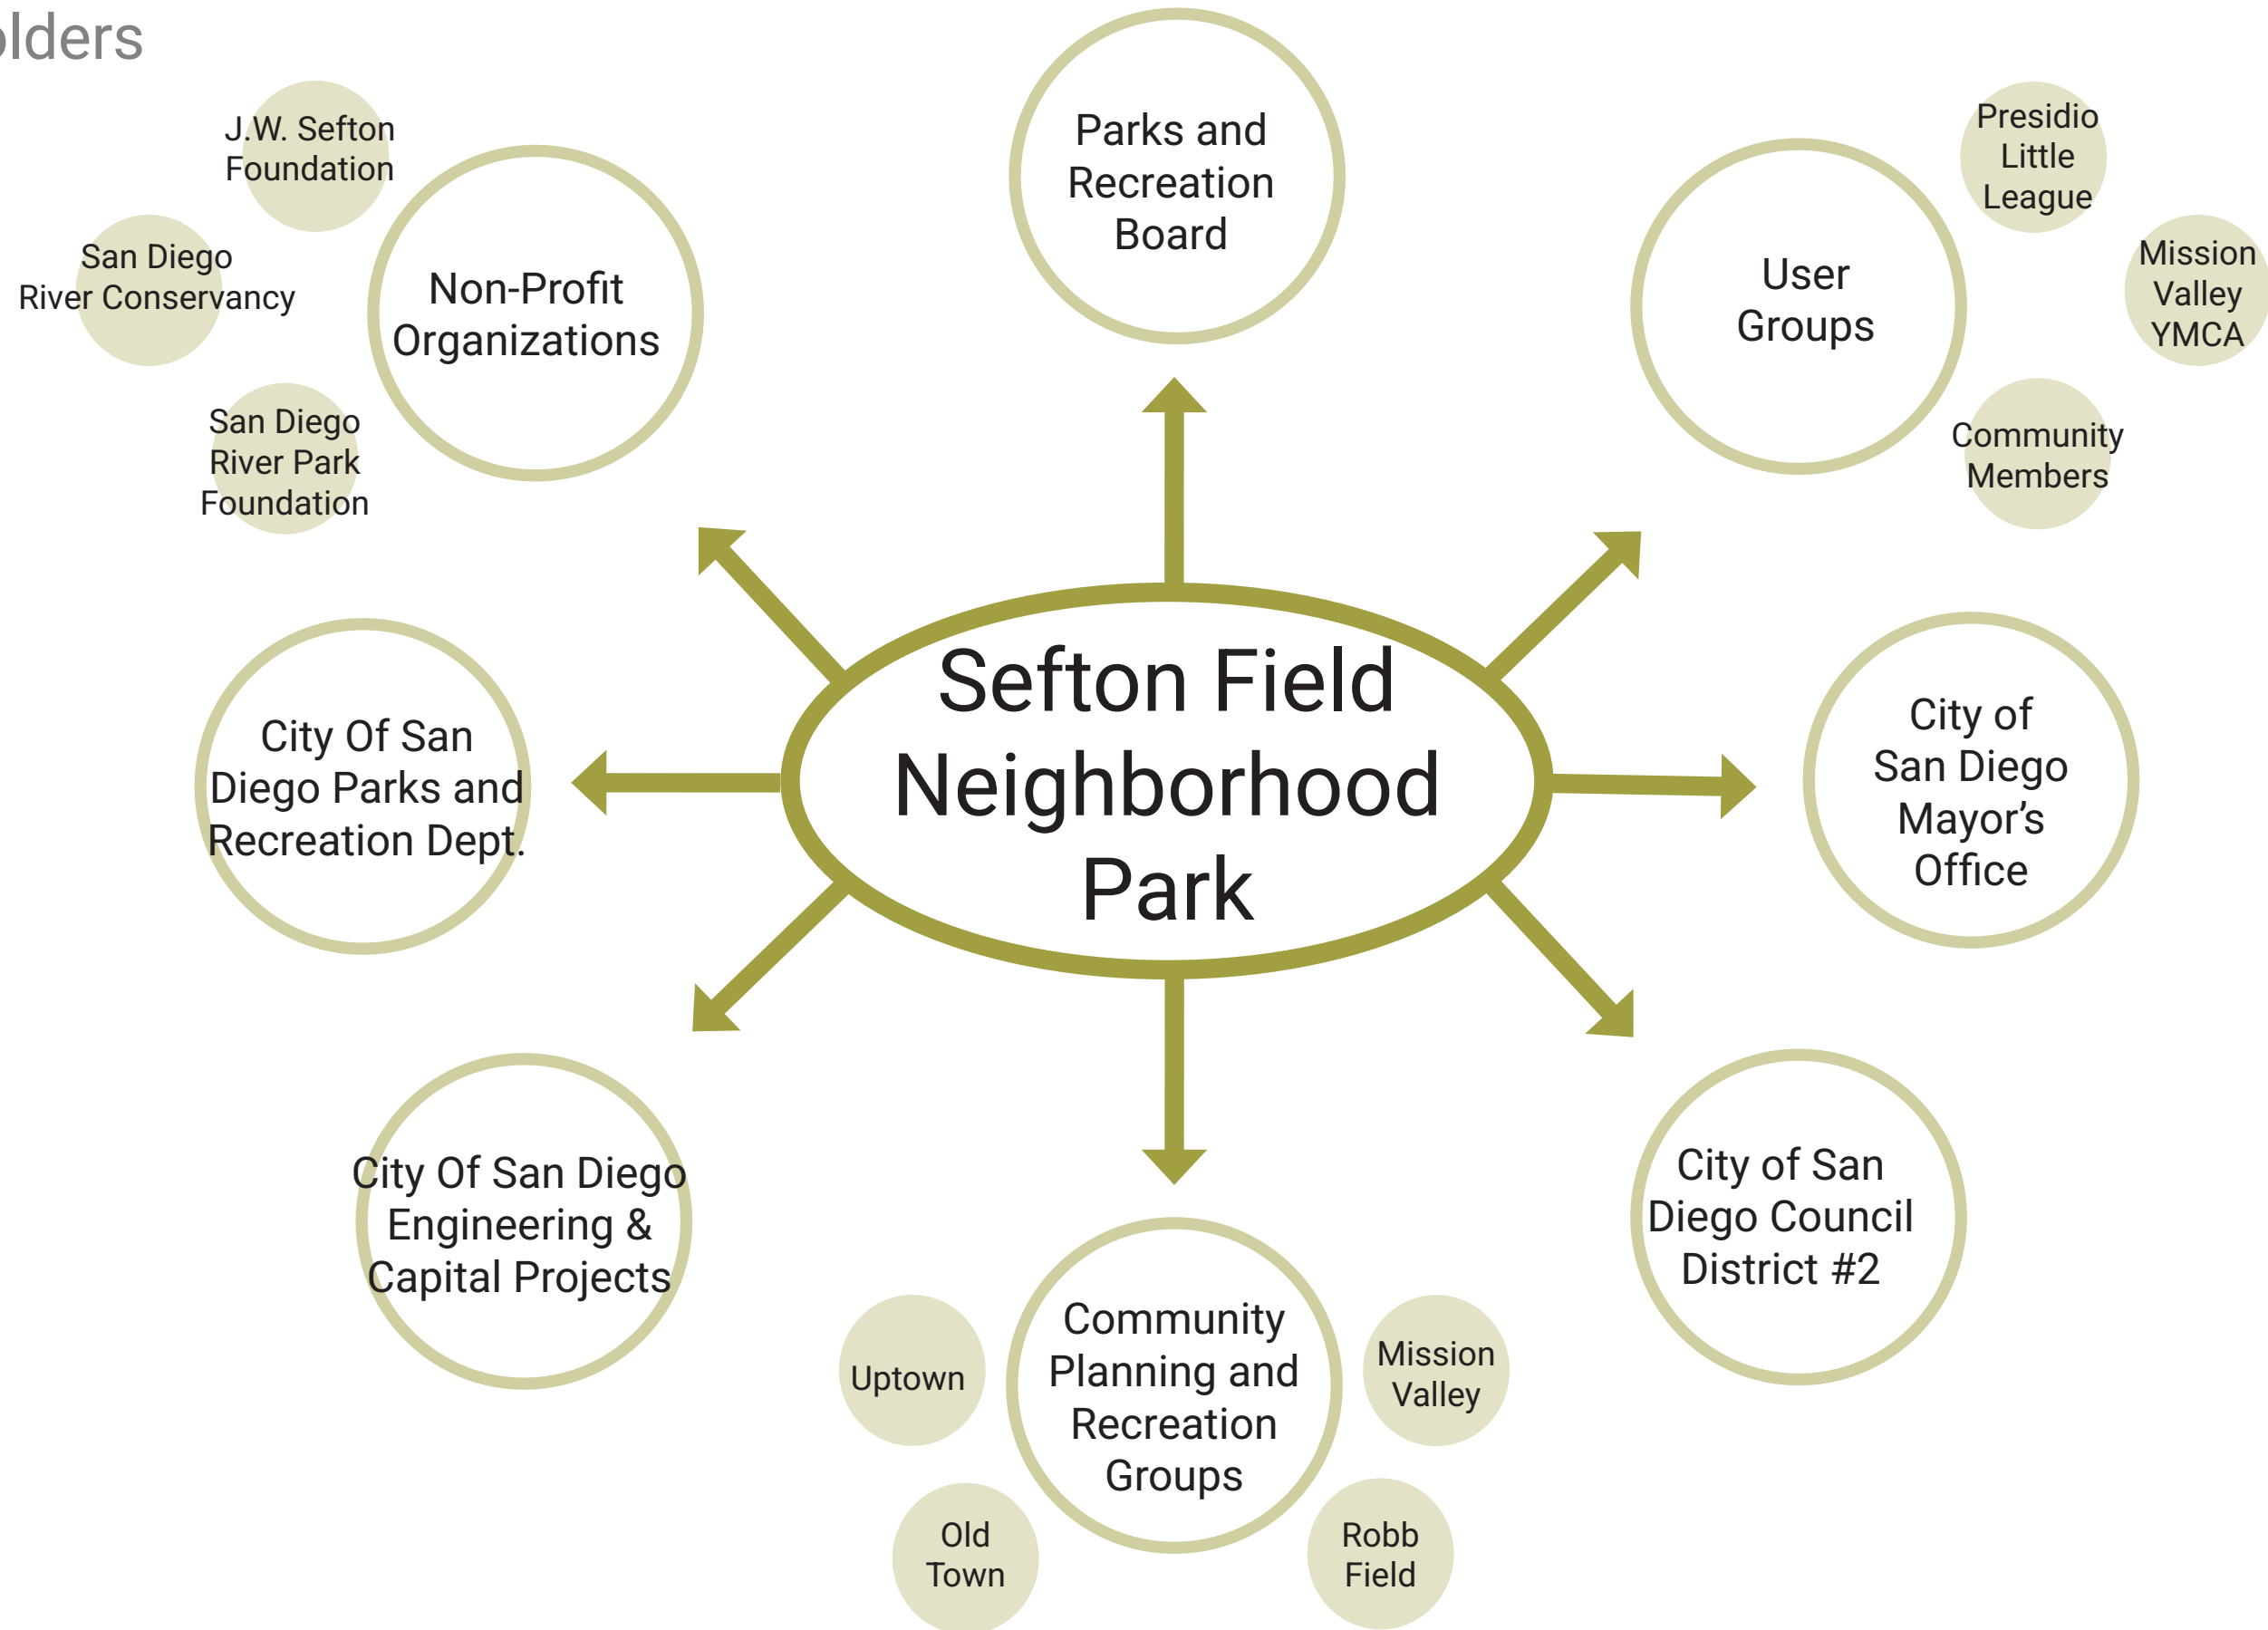 olders
J.W. Sefton
Foundation
San Diego
River Conservancy
San Diego
River Park
Foundation
Non-Profit
Organizations
Parks and
Recreation
Board
User
Groups
Presidio
Little
League
Mission
Valley
YMCA
Community
Members
City Of San
Diego Parks and
Recreation Dept.
Sefton Field
Neighborhood
Park
City of
San Diego
Mayor’s
Office
City Of San Diego
Engineering &
Capital Projects
City of San
Diego Council
District #2
Community
Planning and
Recreation
Groups
Uptown
Old
Town
Mission
Valley
Robb
Field